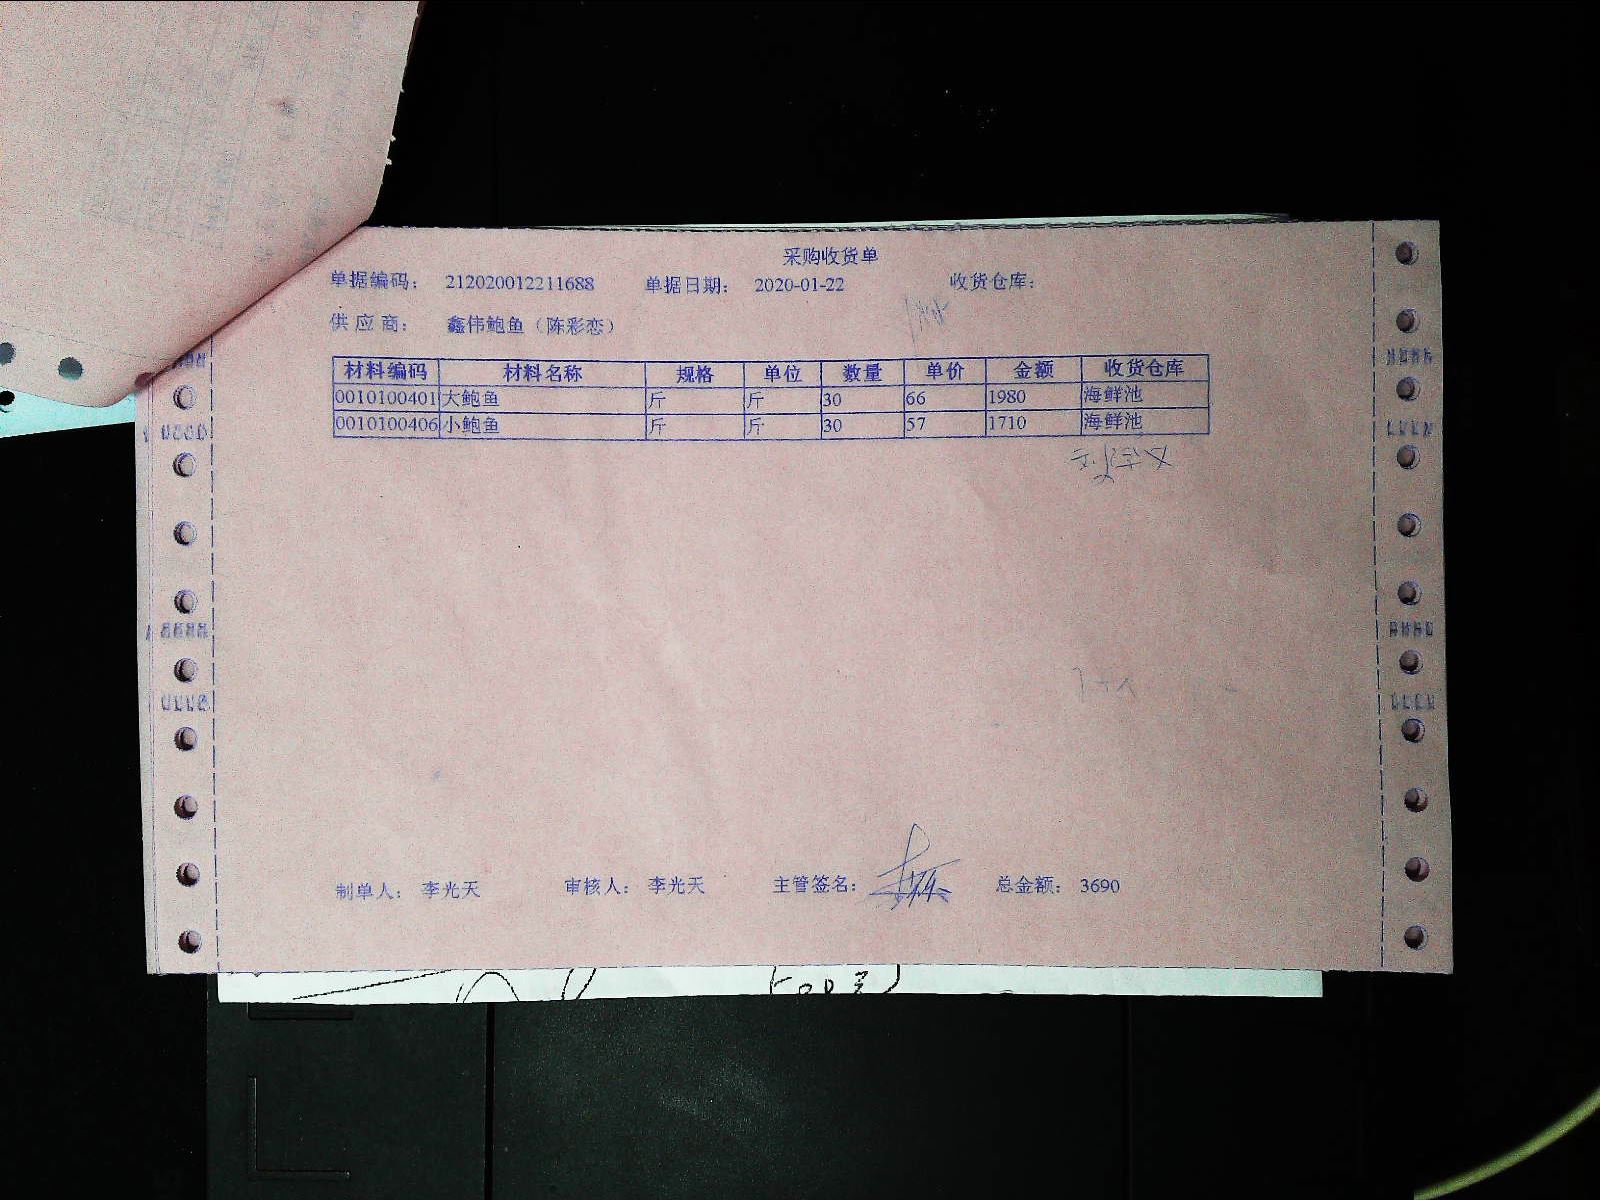 采购收货单
单据编码： 212020012211688 单据日期： 2020-01-22 收货仓库：
供 应 商： 鑫伟鲍鱼（陈彩恋）
材料编码 材料名称 规格 单位 数量 单价 金额 收货仓库
0010100401 大鲍鱼 斤 斤 30 66 1980 海鲜池
0010100406 小鲍鱼 斤 斤 30 57 1710 海鲜池
制单人： 李光天 审核人： 李光天 主管签名： 总金额： 3690